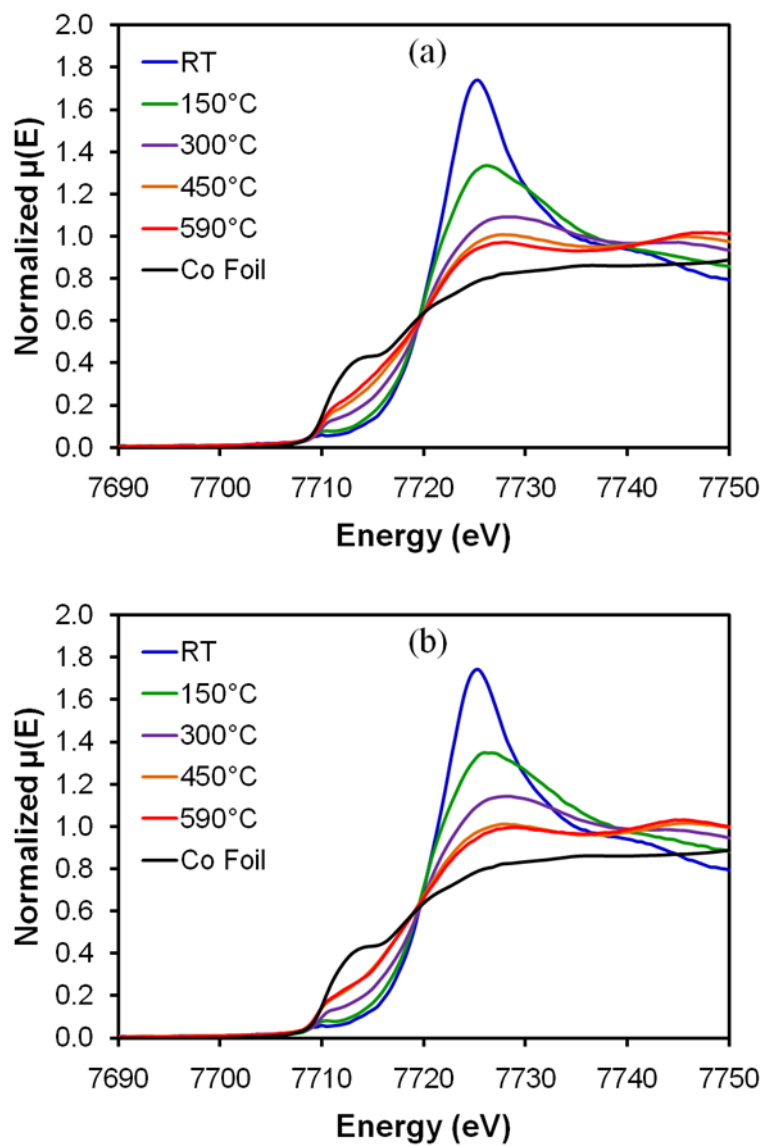 (a)
2.0
1.8
1.6
1.4
1.2
1.0
0.8
0.6
0.4
0.2
0.0
Normalized μ(E)
RT
150°C
300°C
450°C
590°C
Co Foil
7690 7700 7710 7720 7730 7740 7750
Energy (eV)
(b)
2.0
1.8
1.6
1.4
1.2
1.0
0.8
0.6
0.4
0.2
0.0
Normalized μ(E)
RT
150°C
300°C
450°C
590°C
Co Foil
7690 7700 7710 7720 7730 7740 7750
Energy (eV)